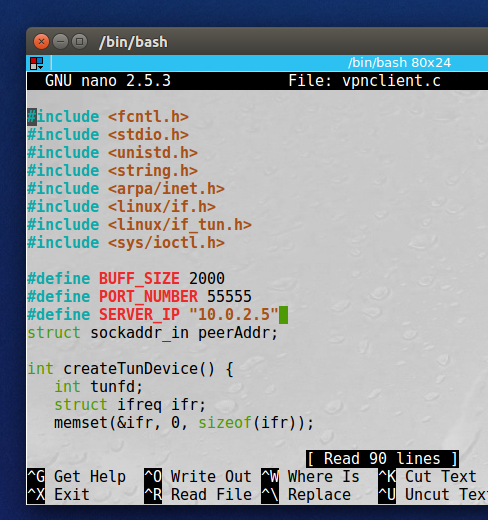 /bin/bash
/bin/bash 80x24
GNU nano 2.5.3 File: vpnclient.c
#include <fcntl.h>
#include <stdio.h>
#include <unistd.h>
#include <string.h>
#include <arpa/inet.h>
#include <linux/if.h>
#include <linux/if_tun.h>
#include <sys/ioctl.h>
#define BUFF_SIZE 2000
#define PORT_NUMBER 55555
#define SERVER_IP "10.0.2.5"
struct sockaddr_in peerAddr;
int createTunDevice() {
   int tunfd;
   struct ifreq ifr;
   memset(&ifr, 0, sizeof(ifr));
[ Read 90 lines ]
^G Get Help ^O Write Out ^W Where Is ^K Cut Text
^X Exit ^R Read File ^\ Replace ^U Uncut Text